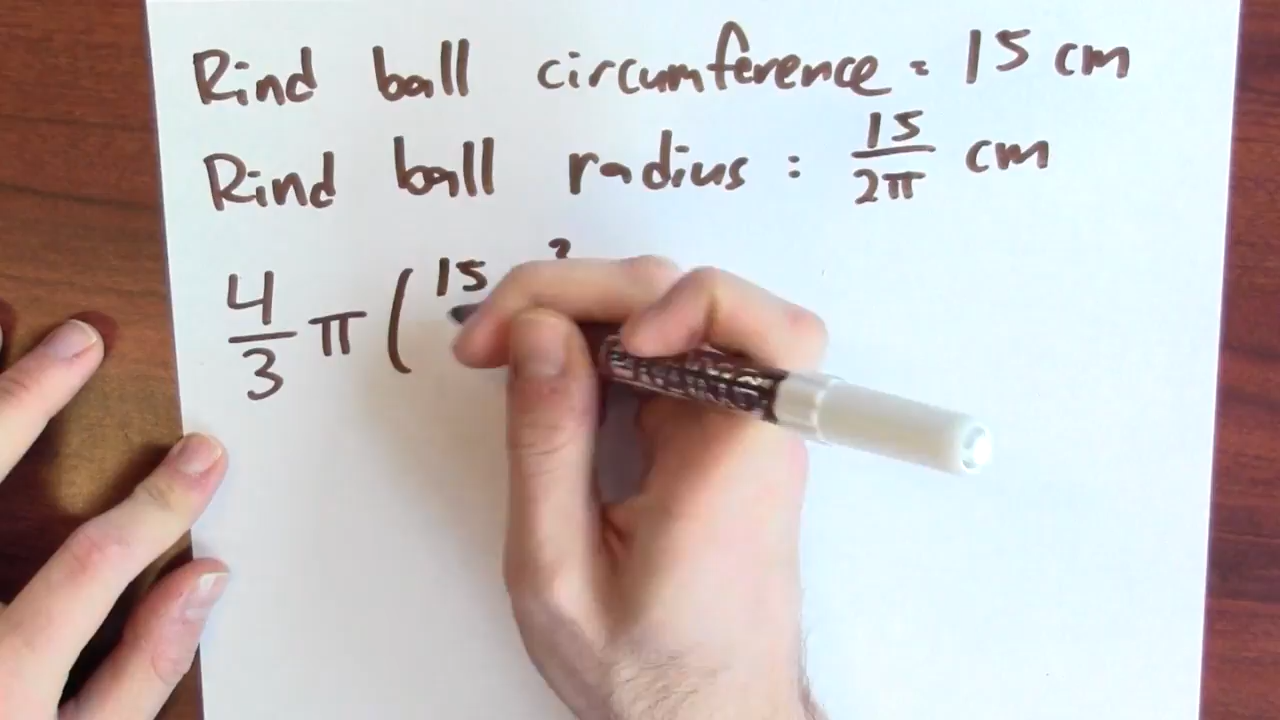 Rind ball circumference = 15 cm
Rind ball radius = 15/2π cm
4/3 π (15